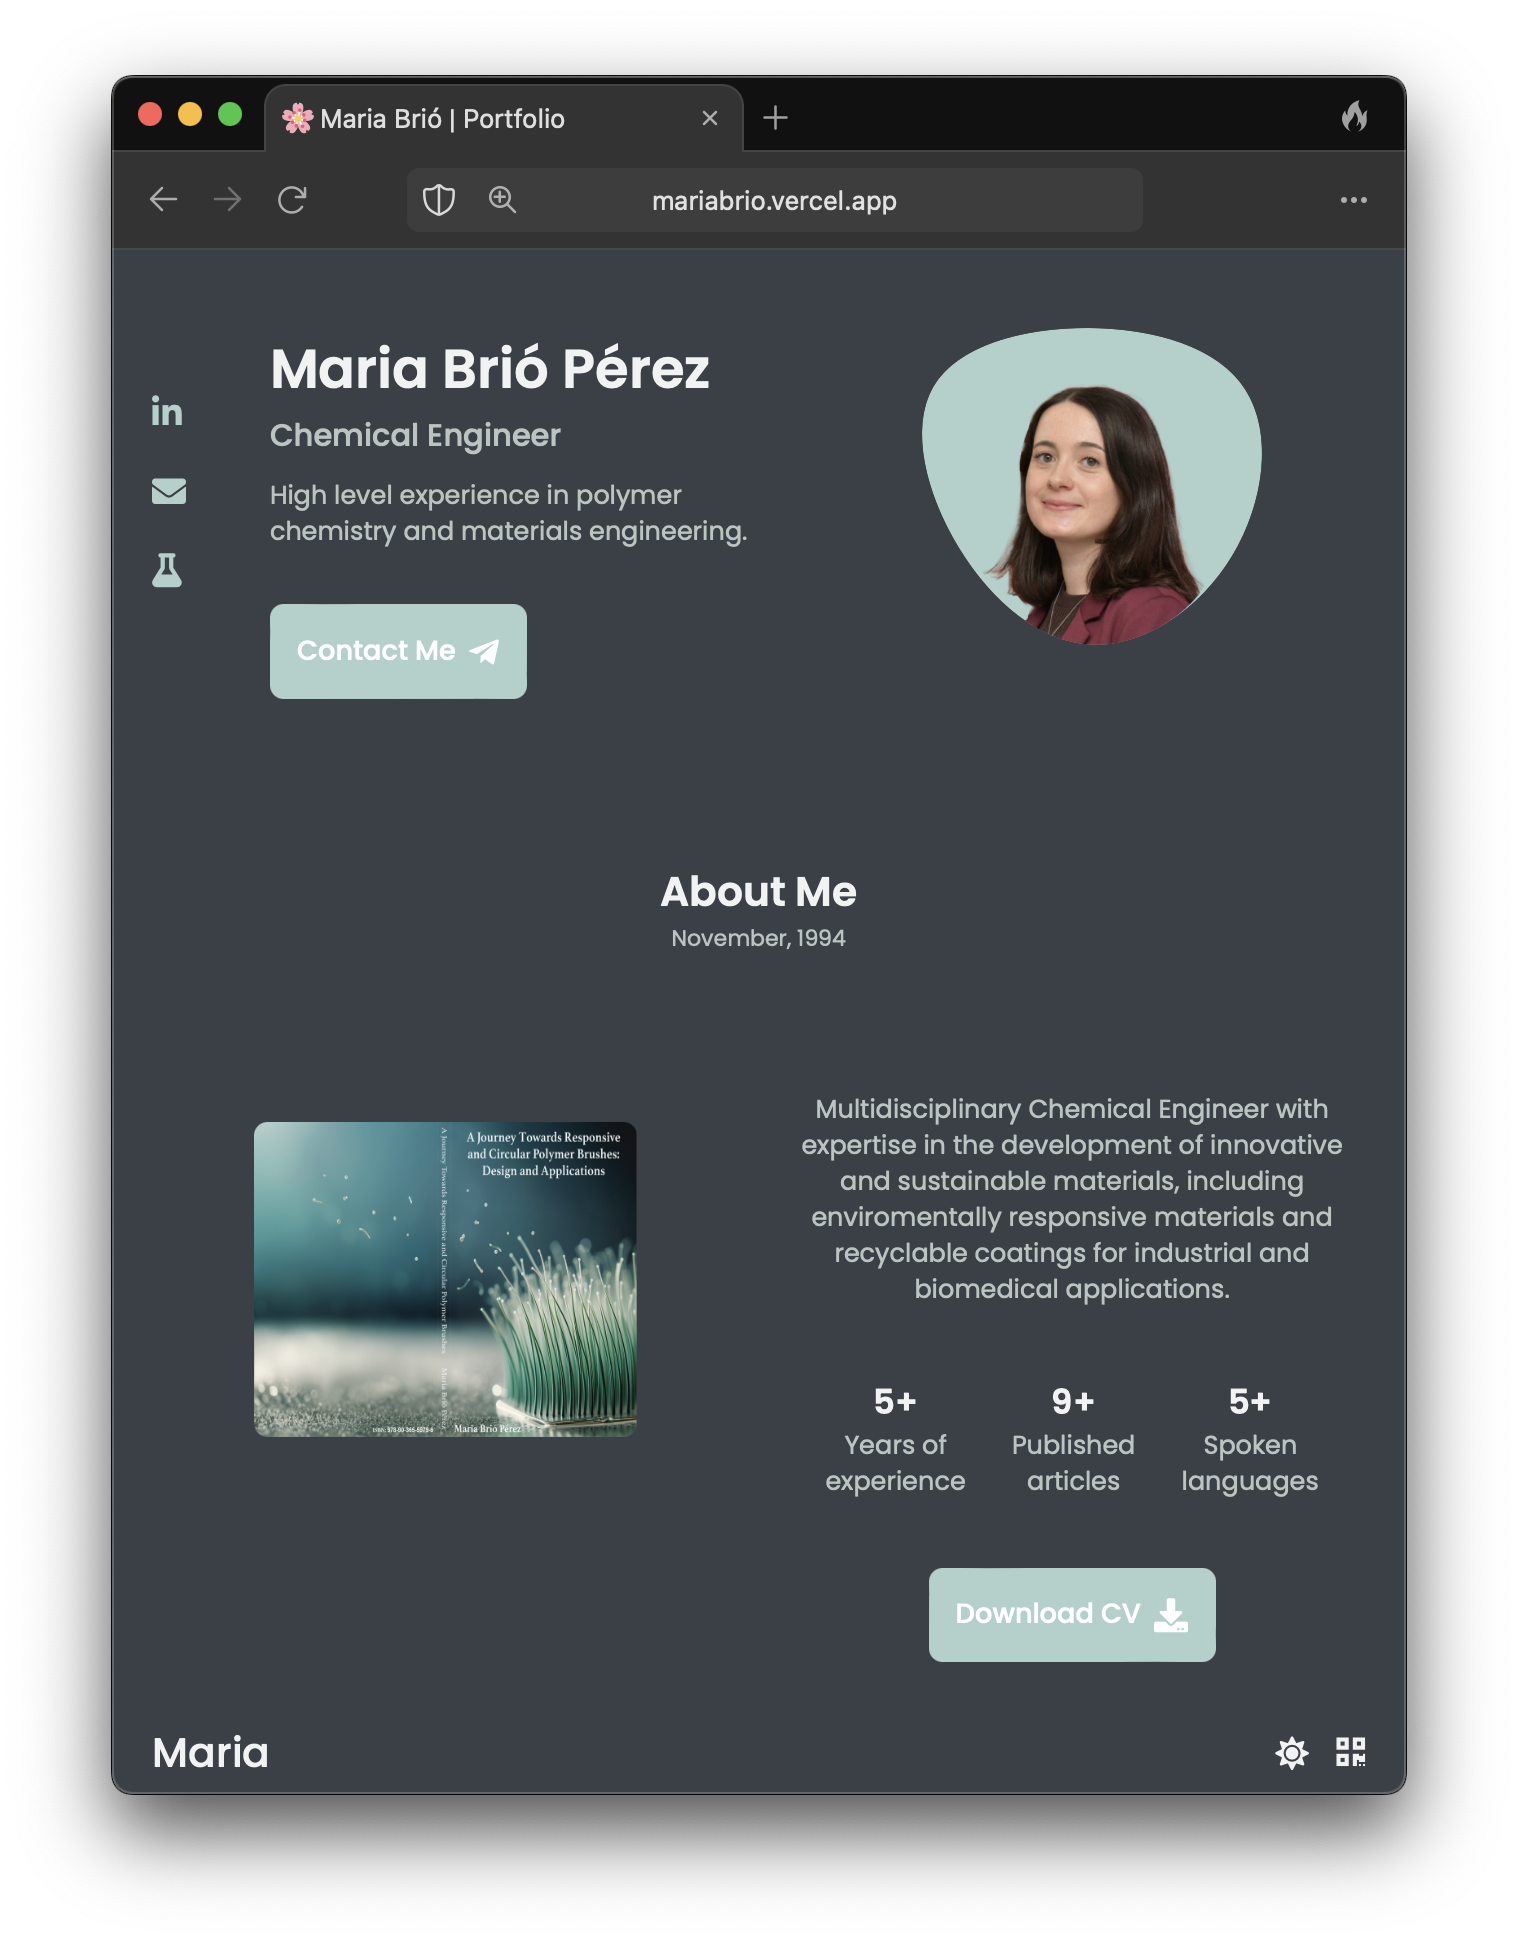 Maria Brió | Portfolio
mariabrio.vercel.app
in
Maria Brió Pérez
Chemical Engineer
High level experience in polymer
chemistry and materials engineering.
Contact Me
About Me
November, 1994
A Journey Towards Responsive
and Circular Polymer Brushes:
Design and Applications
A Journey Towards Responsive and Circular Polymer Brushes Maria Brió Pérez
Maria Brió Pérez
Multidisciplinary Chemical Engineer with
expertise in the development of innovative
and sustainable materials, including
enviromentally responsive materials and
recyclable coatings for industrial and
biomedical applications.
5+
Years of
experience
9+
Published
articles
5+
Spoken
languages
Download CV
Maria